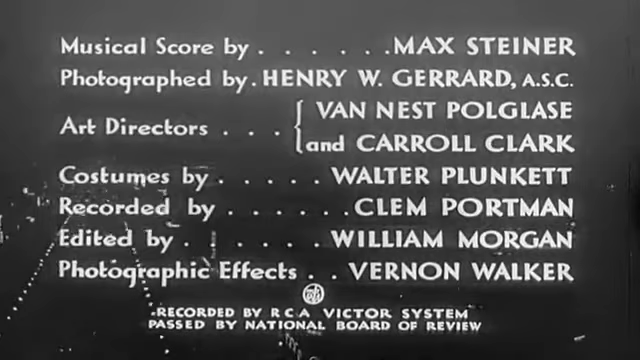 Musical Score by . . . . . . . MAX STEINER
Photographed by . HENRY W. GERRARD, A.S.C.
Art Directors . . . . { VAN NEST POLGLASE
and CARROLL CLARK
Costumes by . . . . . . WALTER PLUNKETT
Recorded by . . . . . . . CLEM PORTMAN
Edited by . . . . . . . WILLIAM MORGAN
Photographic Effects . . VERNON WALKER
RECORDED BY RCA VICTOR SYSTEM
PASSED BY NATIONAL BOARD OF REVIEW